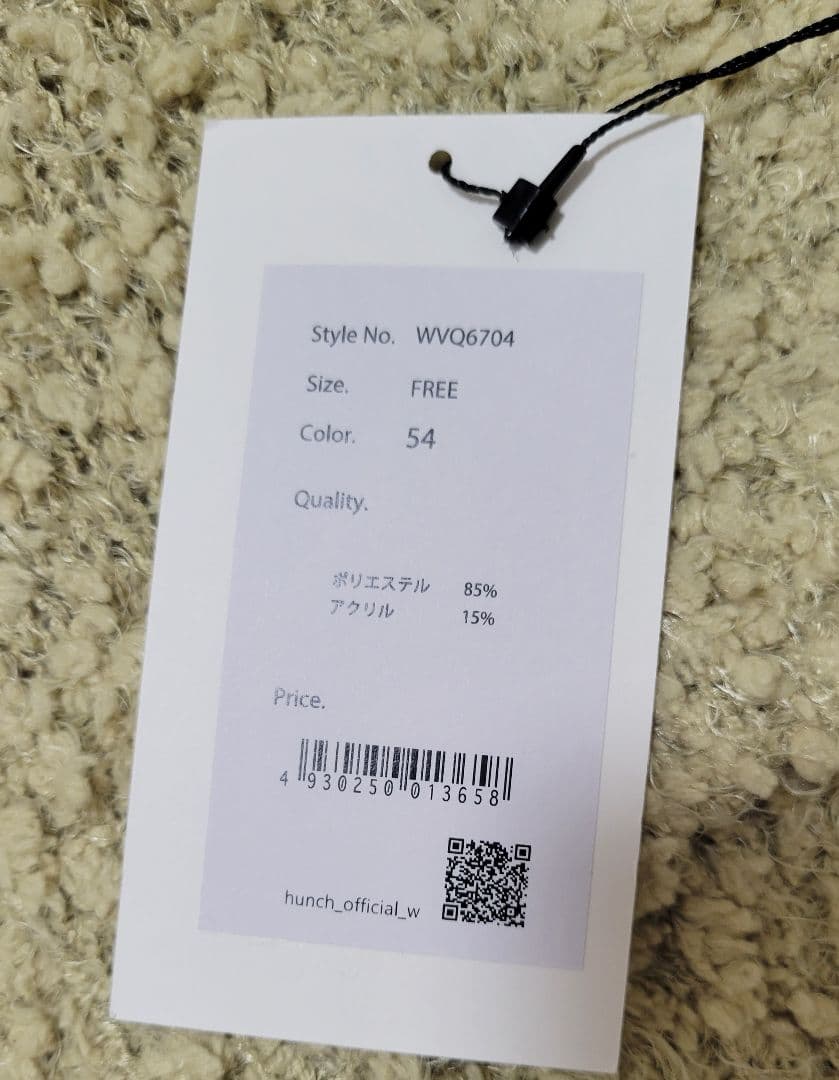 Style No. WVQ6704
Size. FREE
Color. 54
Quality.
ポリエステル 85%
アクリル 15%
Price.
4 930250 013658
hunch_official_w